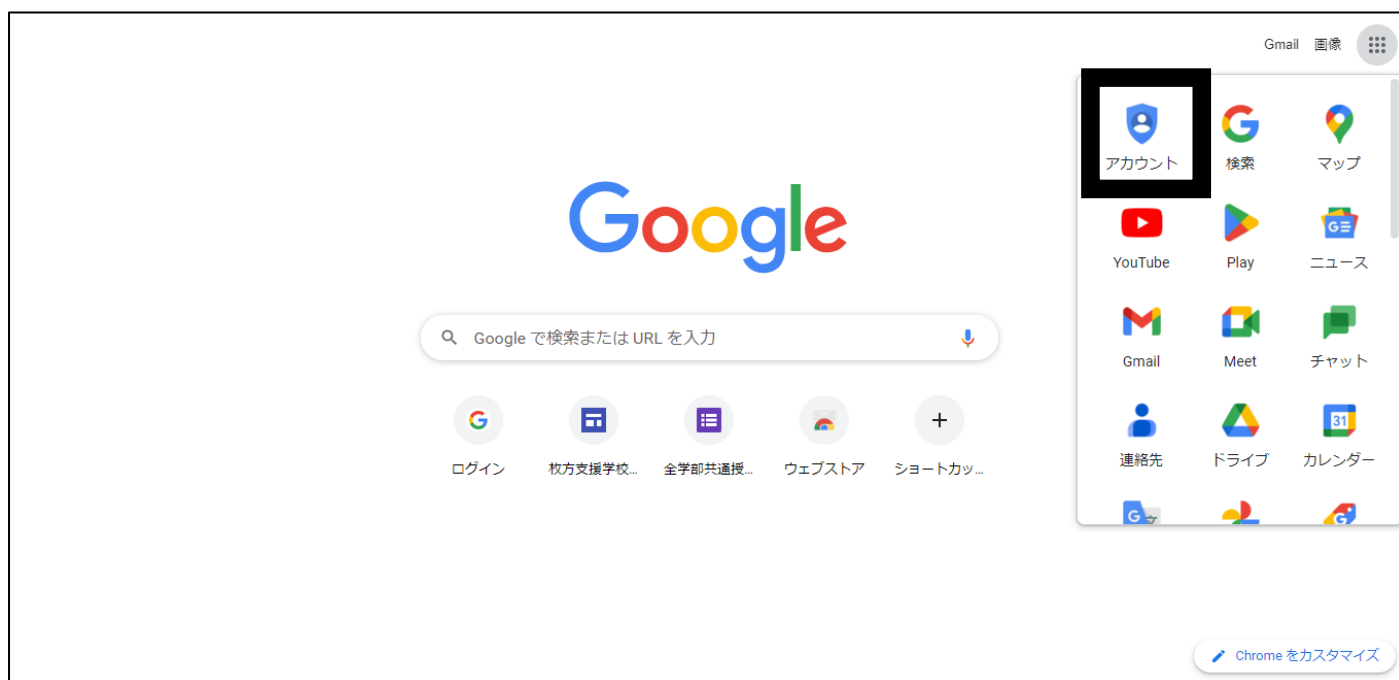 Gmail 画像
アカウント 検索 マップ
Google
YouTube Play ニュース
Google で検索または URL を入力
Gmail Meet チャット
ログイン 枚方支援学校... 全学部共通授... ウェブストア ショートカッ...
連絡先 ドライブ カレンダー
Chrome をカスタマイズ